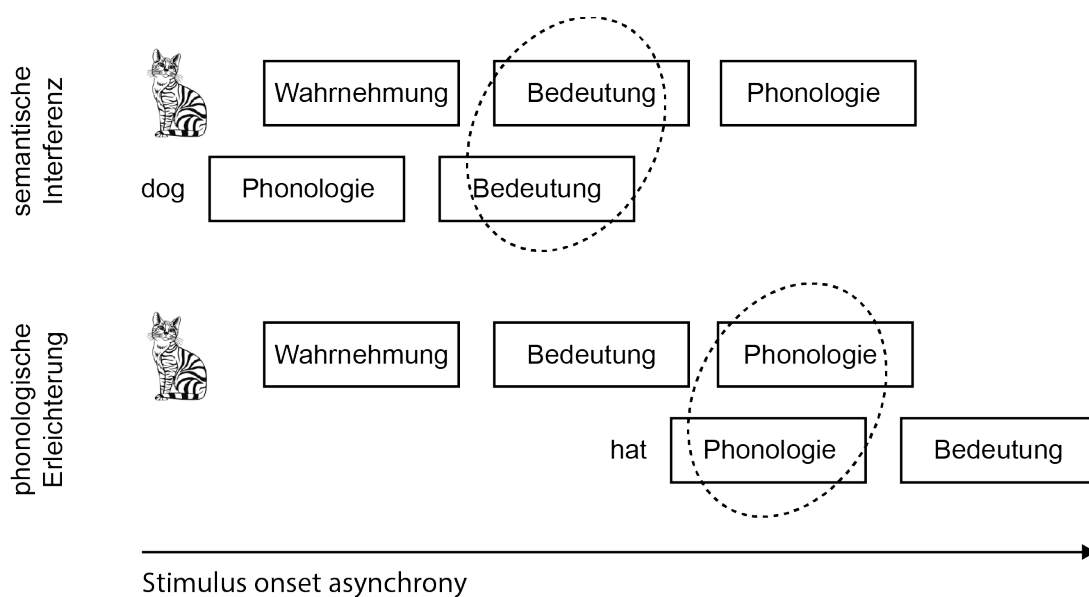 semantische
Interferenz
Wahrnehmung Bedeutung Phonologie
dog Phonologie Bedeutung
phonologische
Erleichterung
Wahrnehmung Bedeutung Phonologie
hat Phonologie Bedeutung
Stimulus onset asynchrony